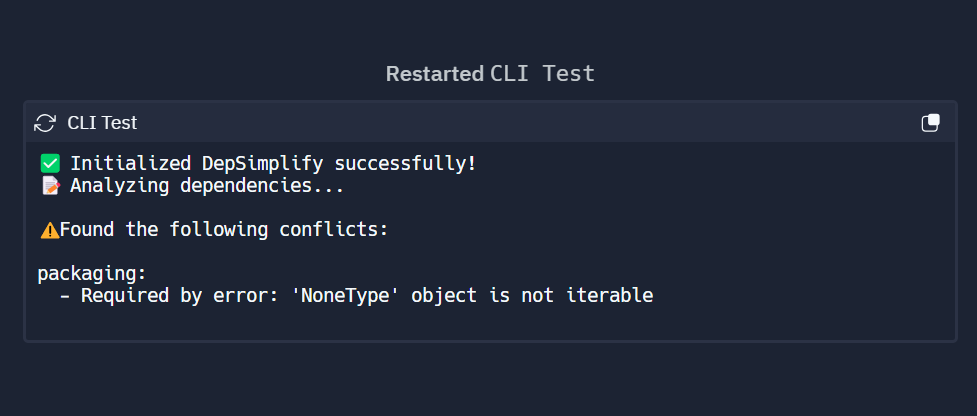 Restarted CLI Test
CLI Test
✅ Initialized DepSimplify successfully!
📝 Analyzing dependencies...
⚠️Found the following conflicts:
packaging:
- Required by error: 'NoneType' object is not iterable